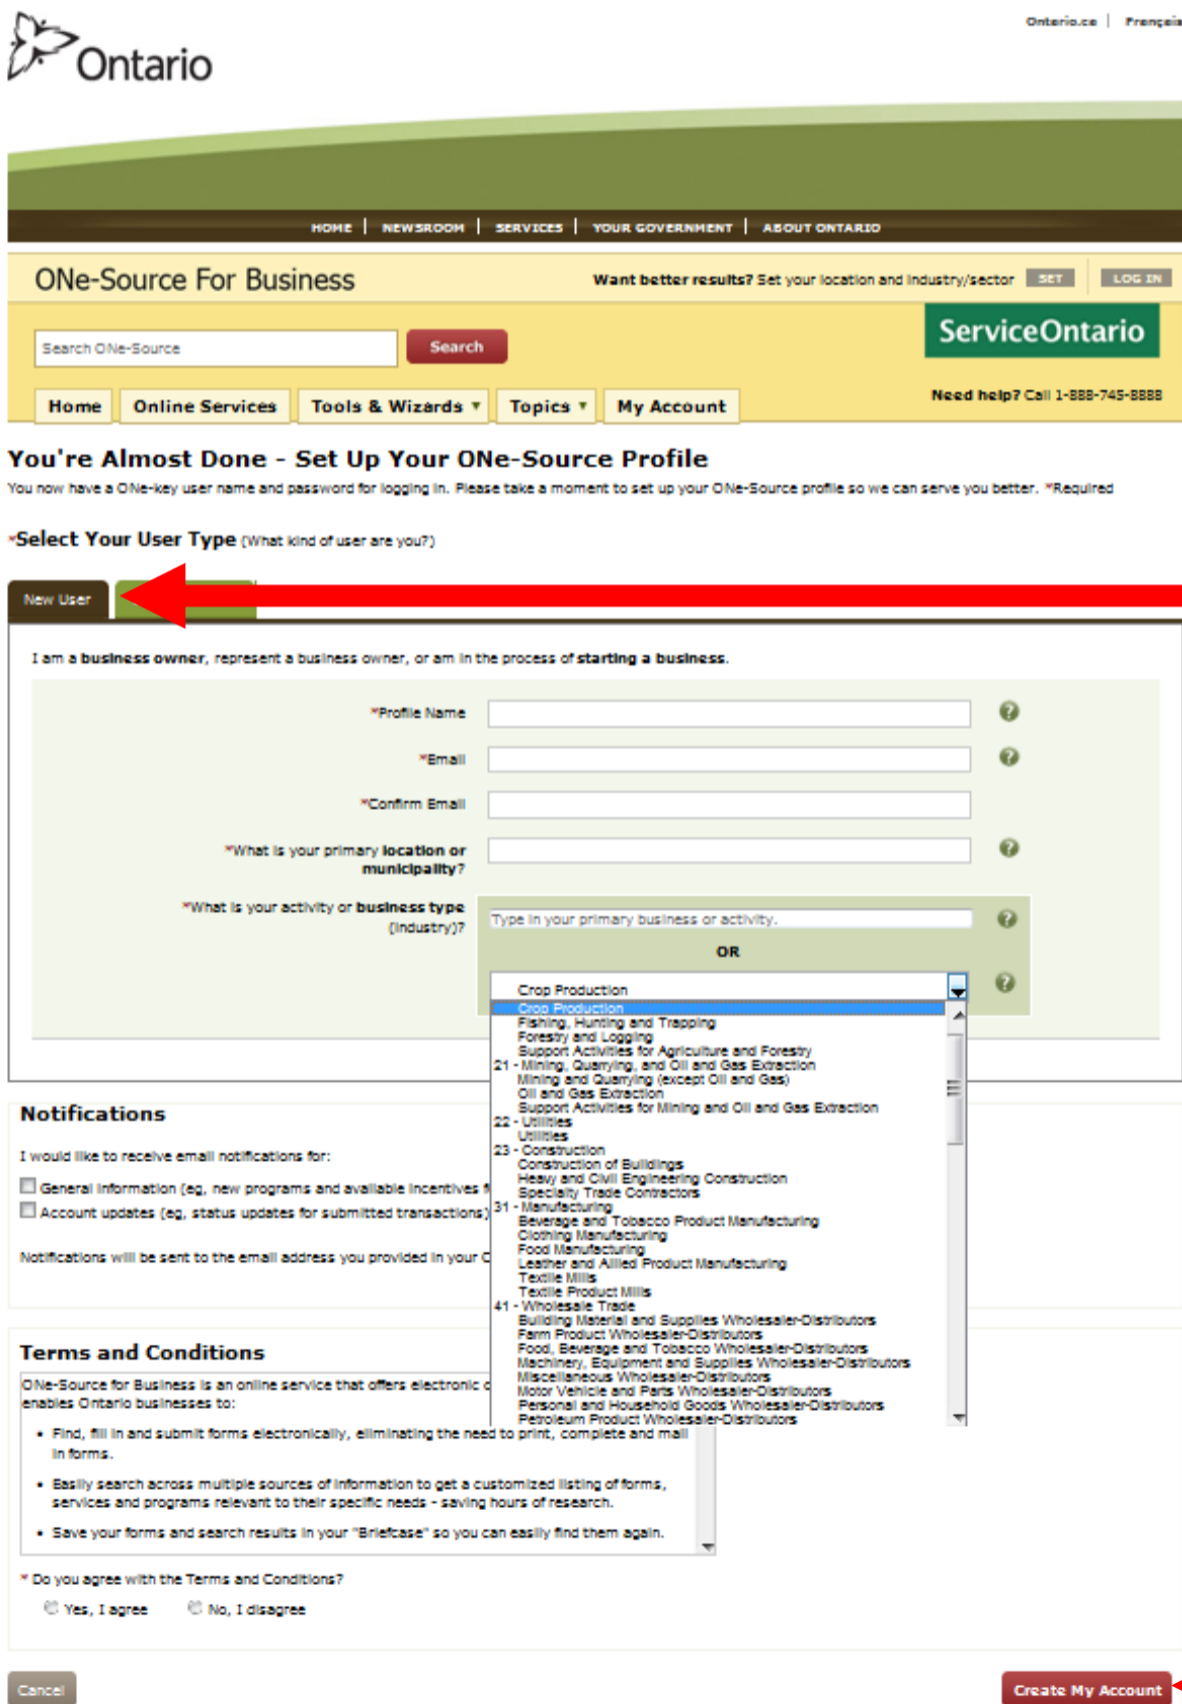 Ontario.ca | Français
Ontario
HOME | NEWSROOM | SERVICES | YOUR GOVERNMENT | ABOUT ONTARIO
ONe-Source For Business
Want better results? Set your location and industry/sector SET LOG IN
Search ONe-Source
Search
ServiceOntario
Home Online Services Tools & Wizards Topics My Account
Need help? Call 1-888-745-8888
You're Almost Done - Set Up Your ONe-Source Profile
You now have a ONe-key user name and password for logging in. Please take a moment to set up your ONe-Source profile so we can serve you better. *Required
*Select Your User Type (What kind of user are you?)
New User
I am a business owner, represent a business owner, or am in the process of starting a business.
*Profile Name
*Email
*Confirm Email
*What is your primary location or
municipality?
*What is your activity or business type
(industry)?
Type in your primary business or activity.
OR
Crop Production
Crop Production
Fishing, Hunting and Trapping
Forestry and Logging
Support Activities for Agriculture and Forestry
21 - Mining, Quarrying, and Oil and Gas Extraction
Mining and Quarrying (except Oil and Gas)
Oil and Gas Extraction
Support Activities for Mining and Oil and Gas Extraction
22 - Utilities
Utilities
23 - Construction
Construction of Buildings
Heavy and Civil Engineering Construction
Specialty Trade Contractors
31 - Manufacturing
Beverage and Tobacco Product Manufacturing
Clothing Manufacturing
Food Manufacturing
Leather and Allied Product Manufacturing
Textile Mills
Textile Product Mills
41 - Wholesale Trade
Building Material and Supplies Wholesaler-Distributors
Farm Product Wholesaler-Distributors
Food, Beverage and Tobacco Wholesaler-Distributors
Machinery, Equipment and Supplies Wholesaler-Distributors
Miscellaneous Wholesaler-Distributors
Motor Vehicle and Parts Wholesaler-Distributors
Personal and Household Goods Wholesaler-Distributors
Petroleum Product Wholesaler-Distributors
Notifications
I would like to receive email notifications for:
General information (eg, new programs and available incentives
Account updates (eg, status updates for submitted transactions)
Notifications will be sent to the email address you provided in your
Terms and Conditions
ONe-Source for Business is an online service that offers electronic
enables Ontario businesses to:
• Find, fill in and submit forms electronically, eliminating the need to print, complete and mail
in forms.
• Easily search across multiple sources of information to get a customized listing of forms,
services and programs relevant to their specific needs - saving hours of research.
• Save your forms and search results in your "Briefcase" so you can easily find them again.
* Do you agree with the Terms and Conditions?
Yes, I agree No, I disagree
Cancel
Create My Account